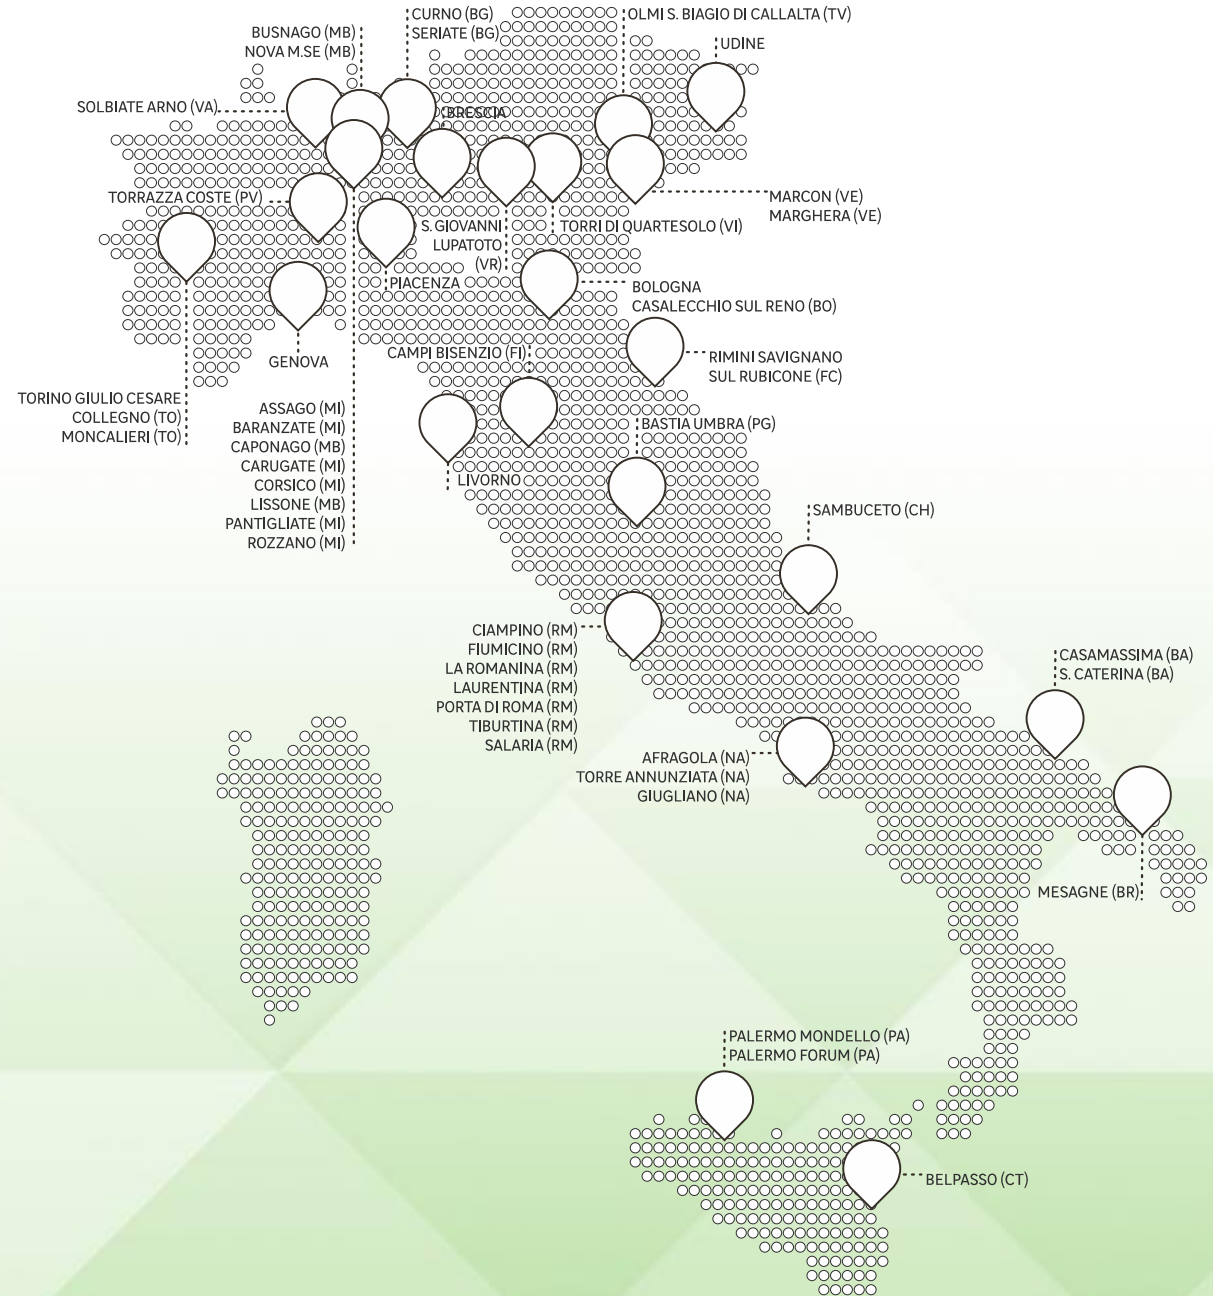 CURNO (BG)
SERIATE (BG)
OLMI S. BIAGIO DI CALLALTA (TV)
BUSNAGO (MB)
NOVA M.SE (MB)
UDINE
SOLBIATE ARNO (VA)
BRESCIA
TORRAZZA COSTE (PV)
MARCON (VE)
MARGHERA (VE)
S. GIOVANNI
LUPATOTO
(VR)
TORRI DI QUARTESOLO (VI)
PIACENZA
BOLOGNA
CASALECCHIO SUL RENO (BO)
GENOVA
CAMPI BISENZIO (FI)
RIMINI SAVIGNANO
SUL RUBICONE (FC)
TORINO GIULIO CESARE
COLLEGNO (TO)
MONCALIERI (TO)
ASSAGO (MI)
BARANZATE (MI)
CAPONAGO (MB)
CARUGATE (MI)
CORSICO (MI)
LISSONE (MB)
PANTIGLIATE (MI)
ROZZANO (MI)
BASTIA UMBRA (PG)
LIVORNO
SAMBUCETO (CH)
CIAMPINO (RM)
FIUMICINO (RM)
LA ROMANINA (RM)
LAURENTINA (RM)
PORTA DI ROMA (RM)
TIBURTINA (RM)
SALARIA (RM)
CASAMASSIMA (BA)
S. CATERINA (BA)
AFRAGOLA (NA)
TORRE ANNUNZIATA (NA)
GIUGLIANO (NA)
MESAGNE (BR)
PALERMO MONDELLO (PA)
PALERMO FORUM (PA)
BELPASSO (CT)